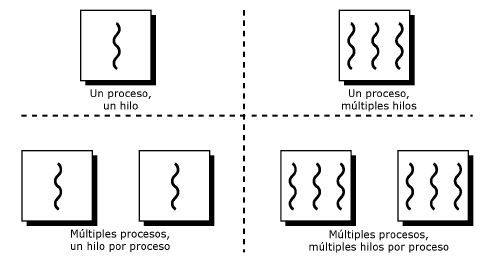 Un proceso,
un hilo
Un proceso,
múltiples hilos
Múltiples procesos,
un hilo por proceso
Múltiples procesos,
múltiples hilos por proceso